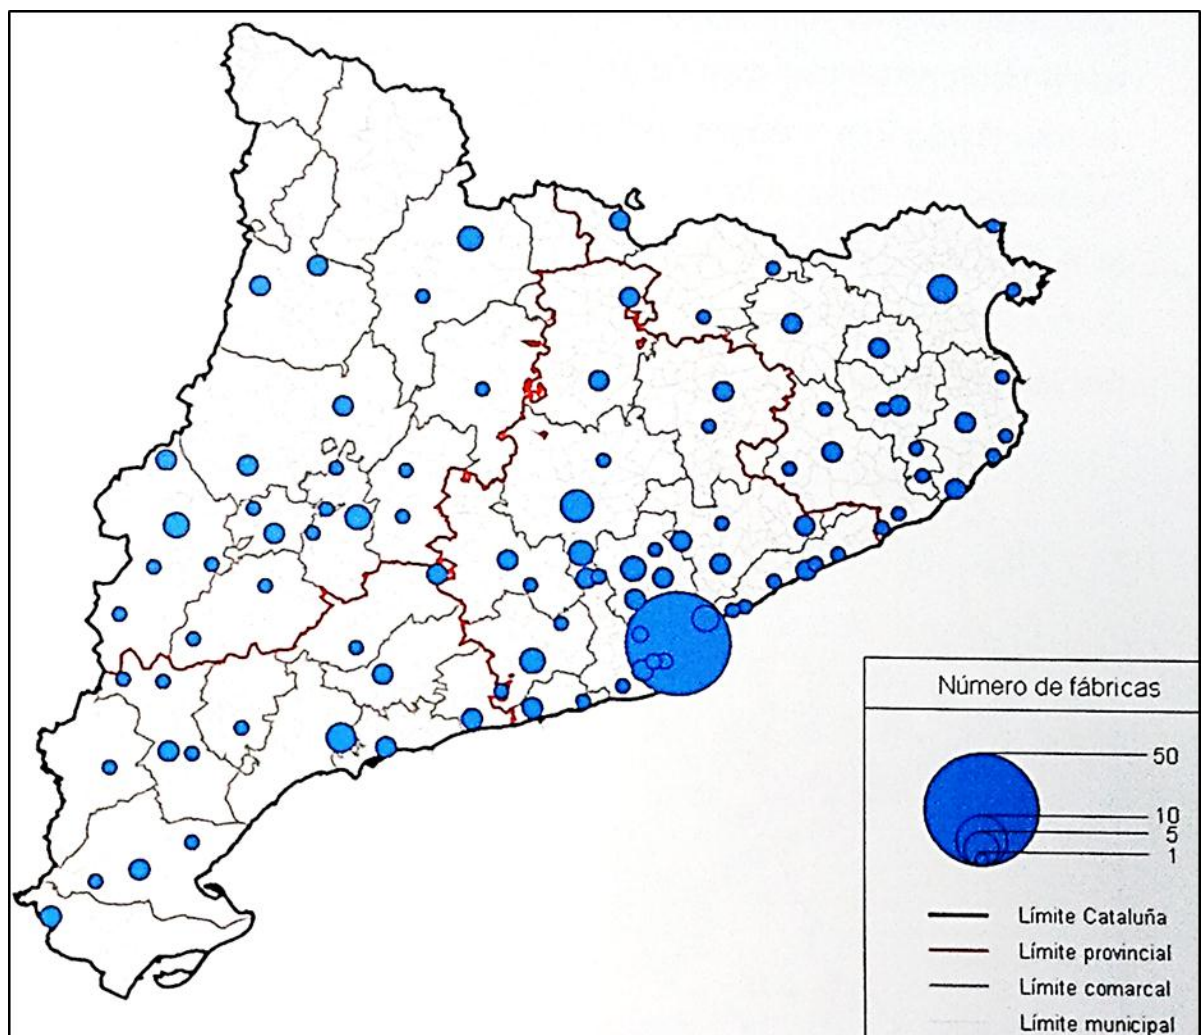 Número de fábricas
50
10
5
1
Límite Cataluña
Límite provincial
Límite comarcal
Límite municipal